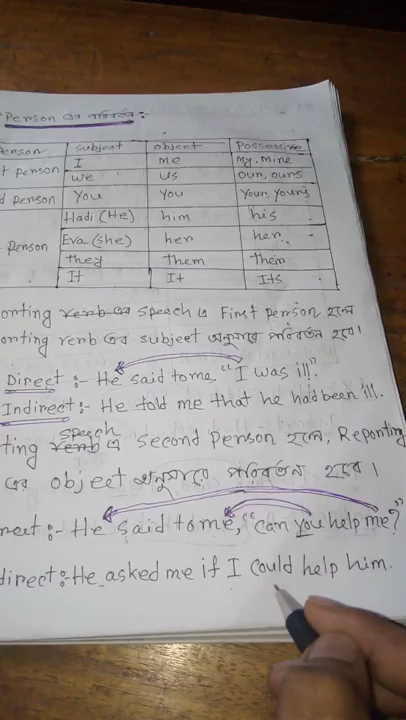 Person এর পরিবর্তন :-
Person subject object Possessive
t person I me My, mine
we us our, ours
d person you you your, yours
person Hadi (He) him his
Eva (she) her her
they them their
It It Its
orting verb এর speech এ First person হলে
orting verb এর subject অনুসারে পরিবর্তন হবে।
Direct :- He said to me, "I was ill".
Indirect :- He told me that he had been ill.
speech
ting verb এ second person হলে, Reporting
এর object অনুসারে পরিবর্তন হবে।
rect :- He said to me, "can you help me?"
direct :- He asked me if I could help him.